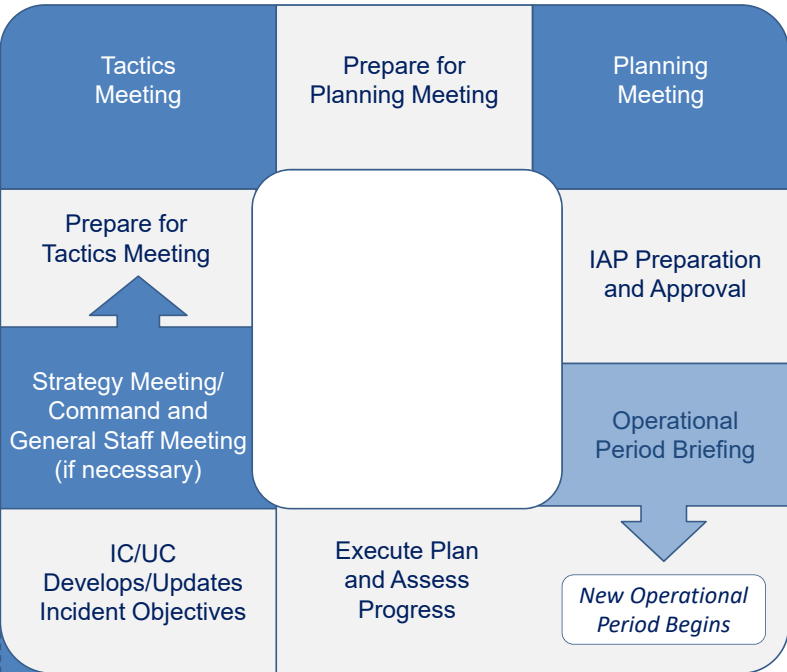 Tactics
Meeting
Prepare for
Planning Meeting
Planning
Meeting
Prepare for
Tactics Meeting
IAP Preparation
and Approval
Strategy Meeting/
Command and
General Staff Meeting
(if necessary)
Operational
Period Briefing
IC/UC
Develops/Updates
Incident Objectives
Execute Plan
and Assess
Progress
New Operational
Period Begins